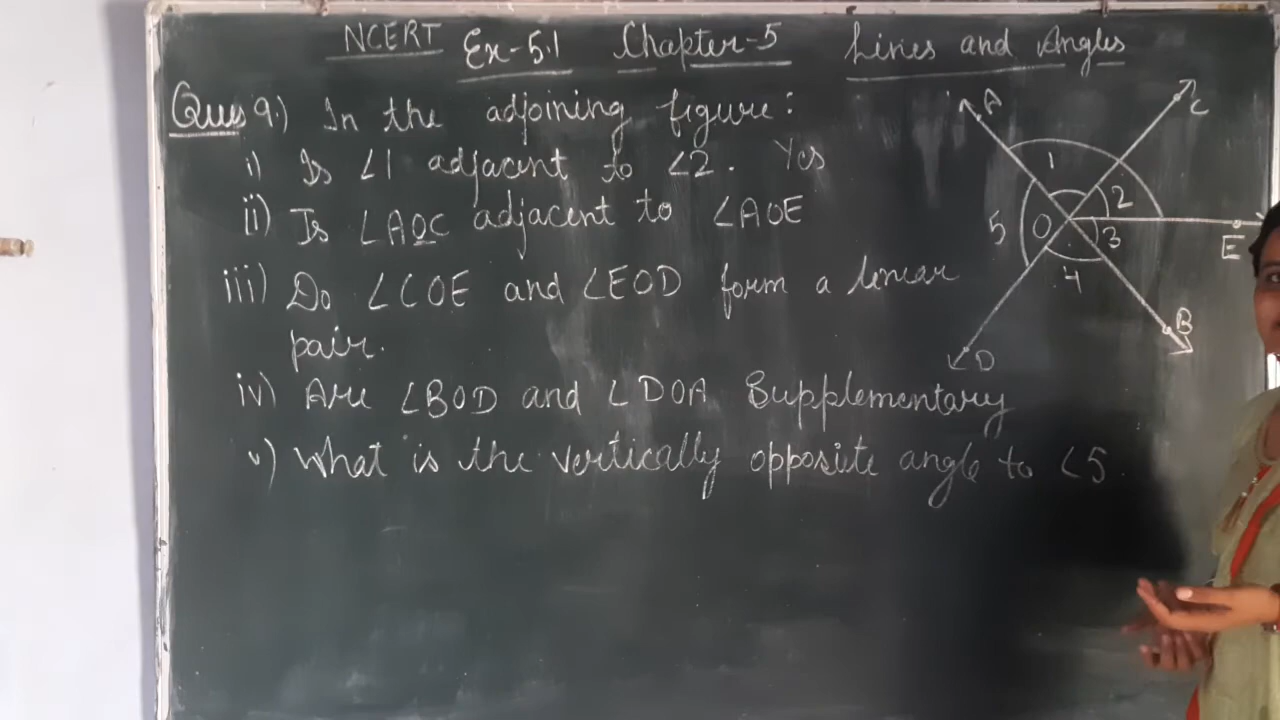 NCERT Ex-5.1 Chapter-5 Lines and Angles
Ques 9.) In the adjoining figure:
i) Is ∠1 adjacent to ∠2. Yes
ii) Is ∠AOC adjacent to ∠AOE
iii) Do ∠COE and ∠EOD form a linear
pair.
iv) Are ∠BOD and ∠DOA Supplementary
v) What is the vertically opposite angle to ∠5.
A
C
1
2
5
O
3
E
4
B
D